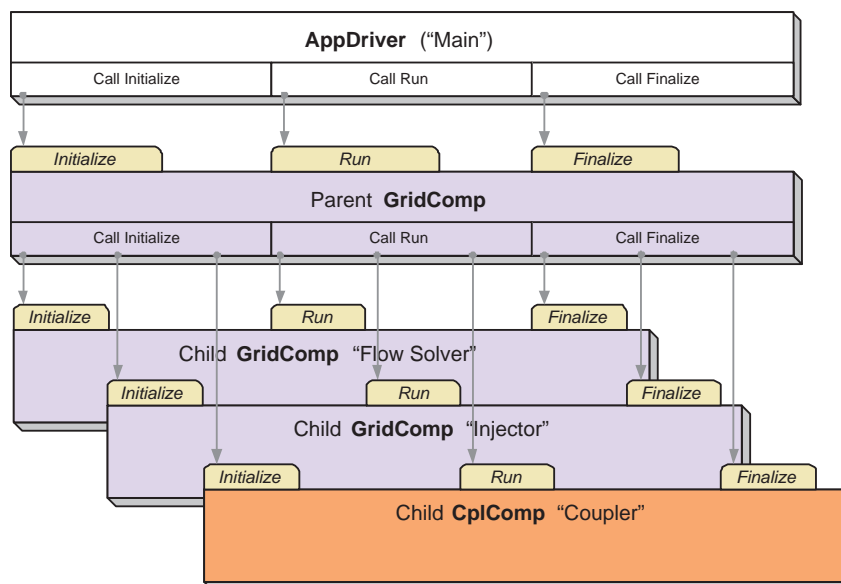 AppDriver (“Main”)
Call Initialize Call Run Call Finalize
Initialize Run Finalize
Parent GridComp
Call Initialize Call Run Call Finalize
Initialize Run Finalize
Child GridComp “Flow Solver”
Initialize Run Finalize
Child GridComp “Injector”
Initialize Run Finalize
Child CplComp “Coupler”